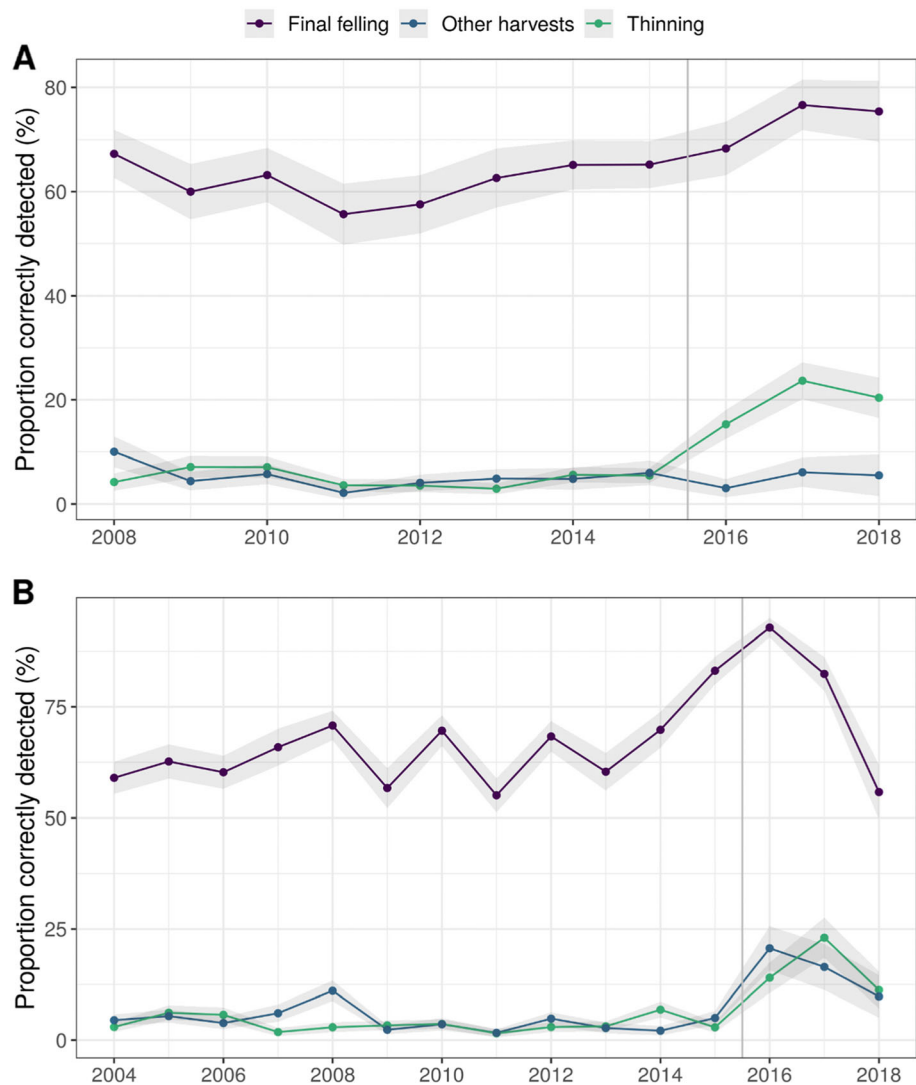 Final felling Other harvests Thinning
A
Proportion correctly detected (%)
80
60
40
20
0
2008 2010 2012 2014 2016 2018
B
Proportion correctly detected (%)
75
50
25
0
2004 2006 2008 2010 2012 2014 2016 2018